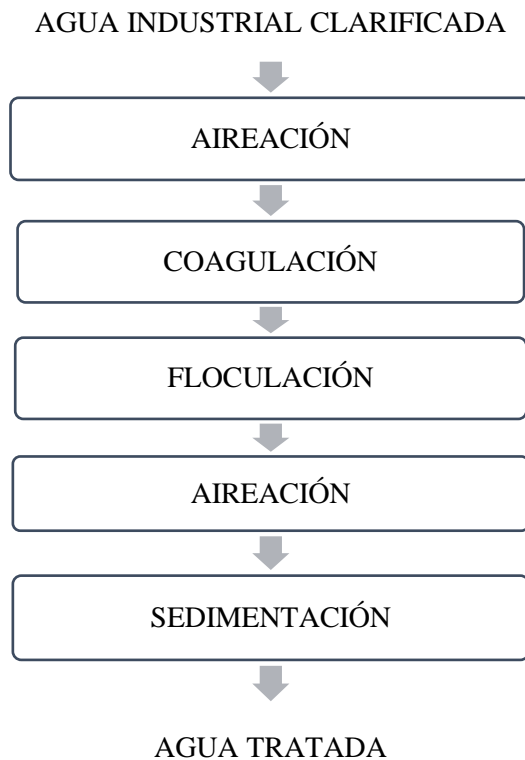 AGUA INDUSTRIAL CLARIFICADA
AIREACIÓN
COAGULACIÓN
FLOCULACIÓN
AIREACIÓN
SEDIMENTACIÓN
AGUA TRATADA